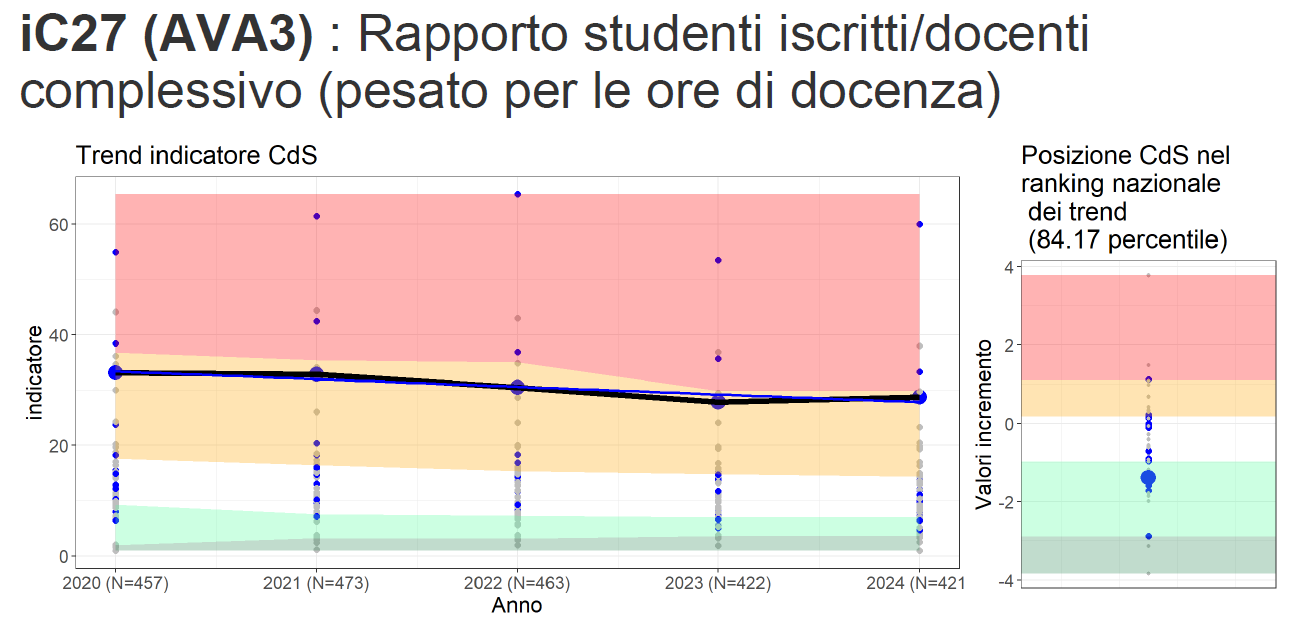 iC27 (AVA3) : Rapporto studenti iscritti/docenti
complessivo (pesato per le ore di docenza)
Trend indicatore CdS
indicatore
60
40
20
0
2020 (N=457)
2021 (N=473)
2022 (N=463)
2023 (N=422)
2024 (N=421
Anno
Posizione CdS nel
ranking nazionale
dei trend
(84.17 percentile)
Valori incremento
4
2
0
-2
-4